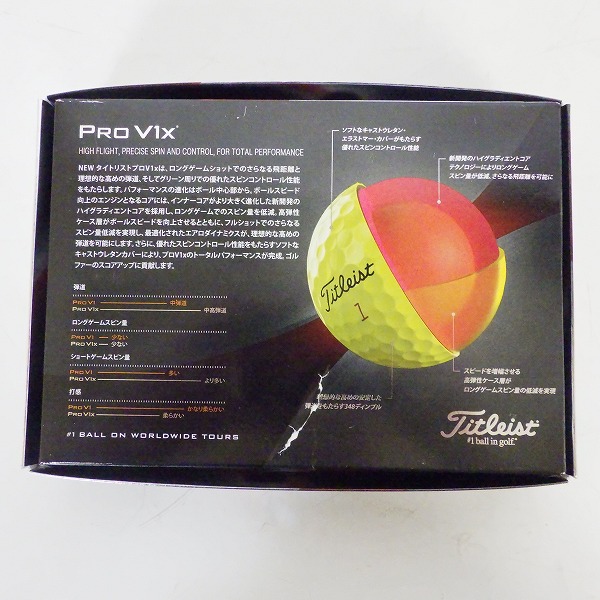 PRO V1x
HIGH FLIGHT, PRECISE SPIN AND CONTROL, FOR TOTAL PERFORMANCE
NEW タイトリストプロV1xは、ロングゲームショットでのさらなる飛距離と
理想的な高めの弾道、そしてグリーン周りでの優れたスピンコントロール性能
をもたらします。パフォーマンスの進化はボール中心部から。ボールスピード
向上のエンジンとなるコアには、インナーコアがより大きく進化した新開発の
ハイグラディエントコアを採用し、ロングゲームでのスピン量を低減。高弾性
ケース層がボールスピードを向上させるとともに、フルショットでのさらなる
スピン量低減を実現し、最適化されたエアロダイナミクスが、理想的な高めの
弾道を可能にします。さらに、優れたスピンコントロール性能をもたらすソフトな
キャストウレタンカバーにより、プロV1xのトータルパフォーマンスが完成。ゴル
ファーのスコアアップに貢献します。
弾道
PRO V1 中弾道
PRO V1x 中高弾道
ロングゲームスピン量
PRO V1 少ない
PRO V1x 少ない
ショートゲームスピン量
PRO V1 多い
PRO V1x より多い
打感
PRO V1 かなり柔らかい
PRO V1x 柔らかい
#1 BALL ON WORLDWIDE TOURS
ソフトなキャストウレタン・
エラストマー・カバーがもたらす
優れたスピンコントロール性能
新開発のハイグラディエントコア
テクノロジーによりロングゲーム
スピン量が低減、さらなる飛距離を可能に
Titleist
1
スピードを増幅させる
高弾性ケース層が
ロングゲームスピン量の低減を実現
理想的な高めの安定した
弾道をもたらす348ディンプル
Titleist
#1 ball in golf.